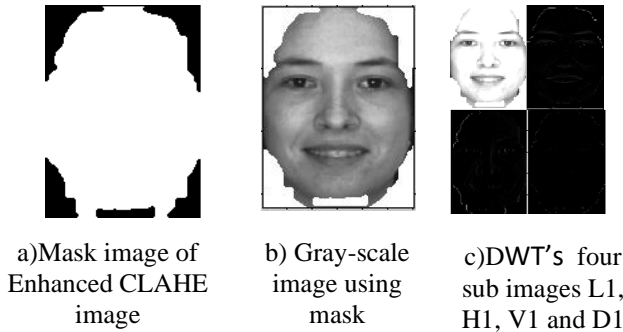 a)Mask image of
Enhanced CLAHE
image
b) Gray-scale
image using
mask
c)DWT's four
sub images L1,
H1, V1 and D1